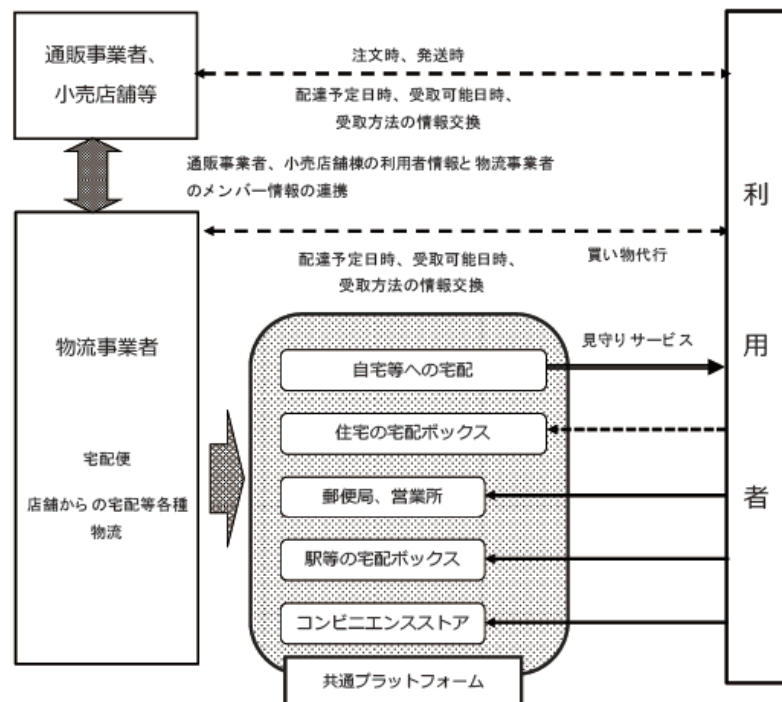 通販事業者、
小売店舗等
注文時、発送時
配達予定日時、受取可能日時、
受取方法の情報交換
通販事業者、小売店舗棟の利用者情報と物流事業者
のメンバー情報の連携
配達予定日時、受取可能日時、
受取方法の情報交換
買い物代行
物流事業者
宅配便
店舗からの宅配等各種
物流
自宅等への宅配
見守りサービス
住宅の宅配ボックス
郵便局、営業所
駅等の宅配ボックス
コンビニエンスストア
共通プラットフォーム
利用者